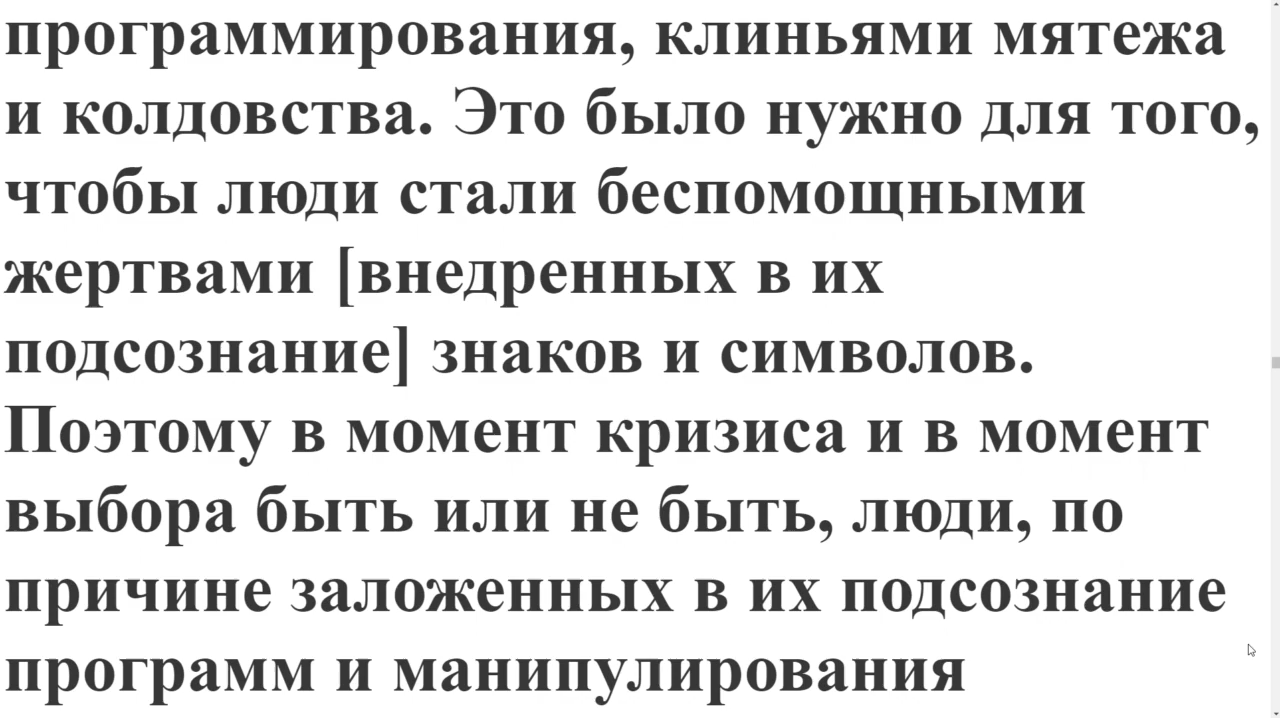 программирования, клиньями мятежа
и колдовства. Это было нужно для того,
чтобы люди стали беспомощными
жертвами [внедренных в их
подсознание] знаков и символов.
Поэтому в момент кризиса и в момент
выбора быть или не быть, люди, по
причине заложенных в их подсознание
программ и манипулирования